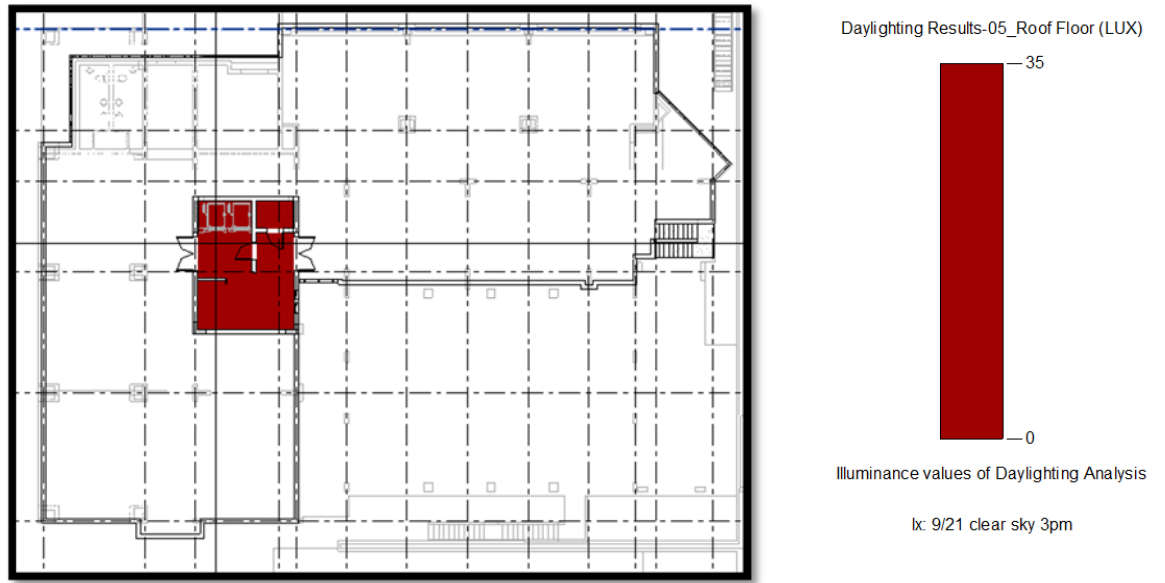 Daylighting Results-05_Roof Floor (LUX)
35
0
Illuminance values of Daylighting Analysis
lx: 9/21 clear sky 3pm